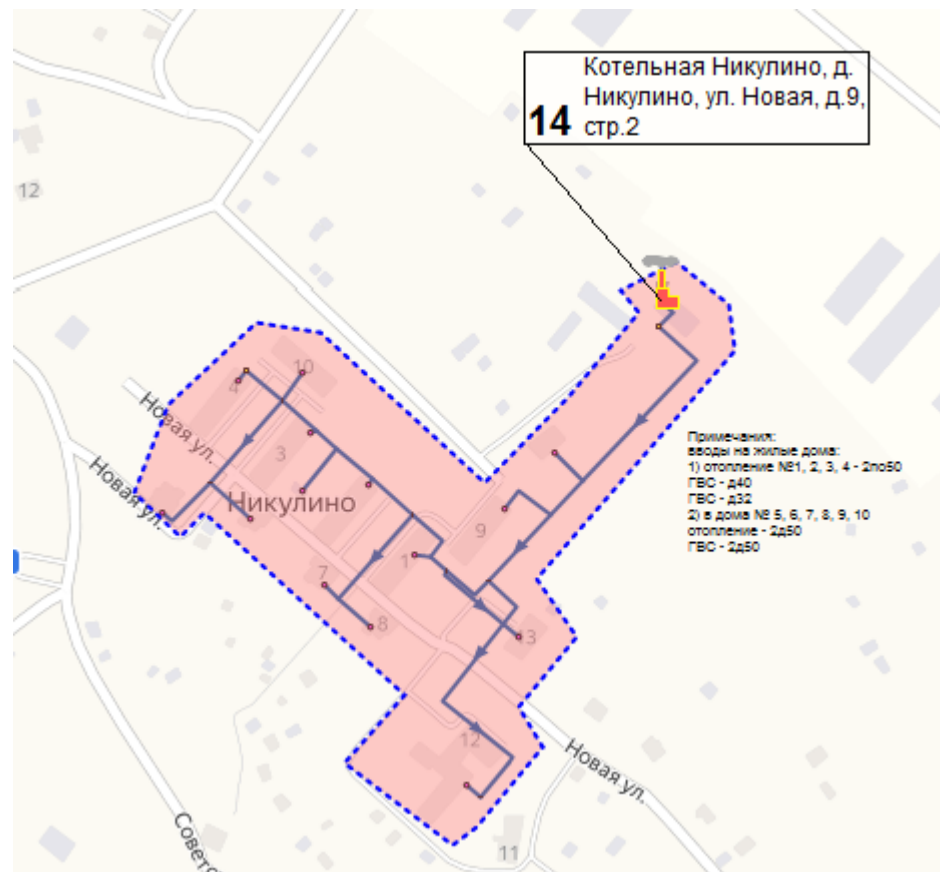 Котельная Никулино, д.
Никулино, ул. Новая, д.9,
14 стр.2
12
10
4
Новая ул.
3
Новая ул.
Никулино
9
Примечания:
вводы на жилые дома:
1) отопление №1, 2, 3, 4 - 2по50
ГВС - д40
ГВС - д32
2) в дома № 5, 6, 7, 8, 9, 10
отопление - 2д50
ГВС - 2д50
1
7
8
13
12
Новая ул.
Советс
11